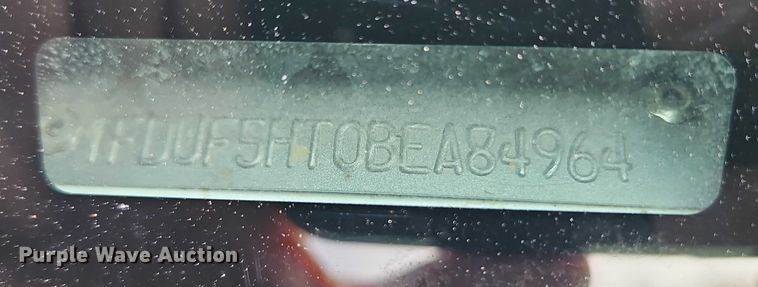 1FDUF5HT0BEA84964
Purple Wave Auction